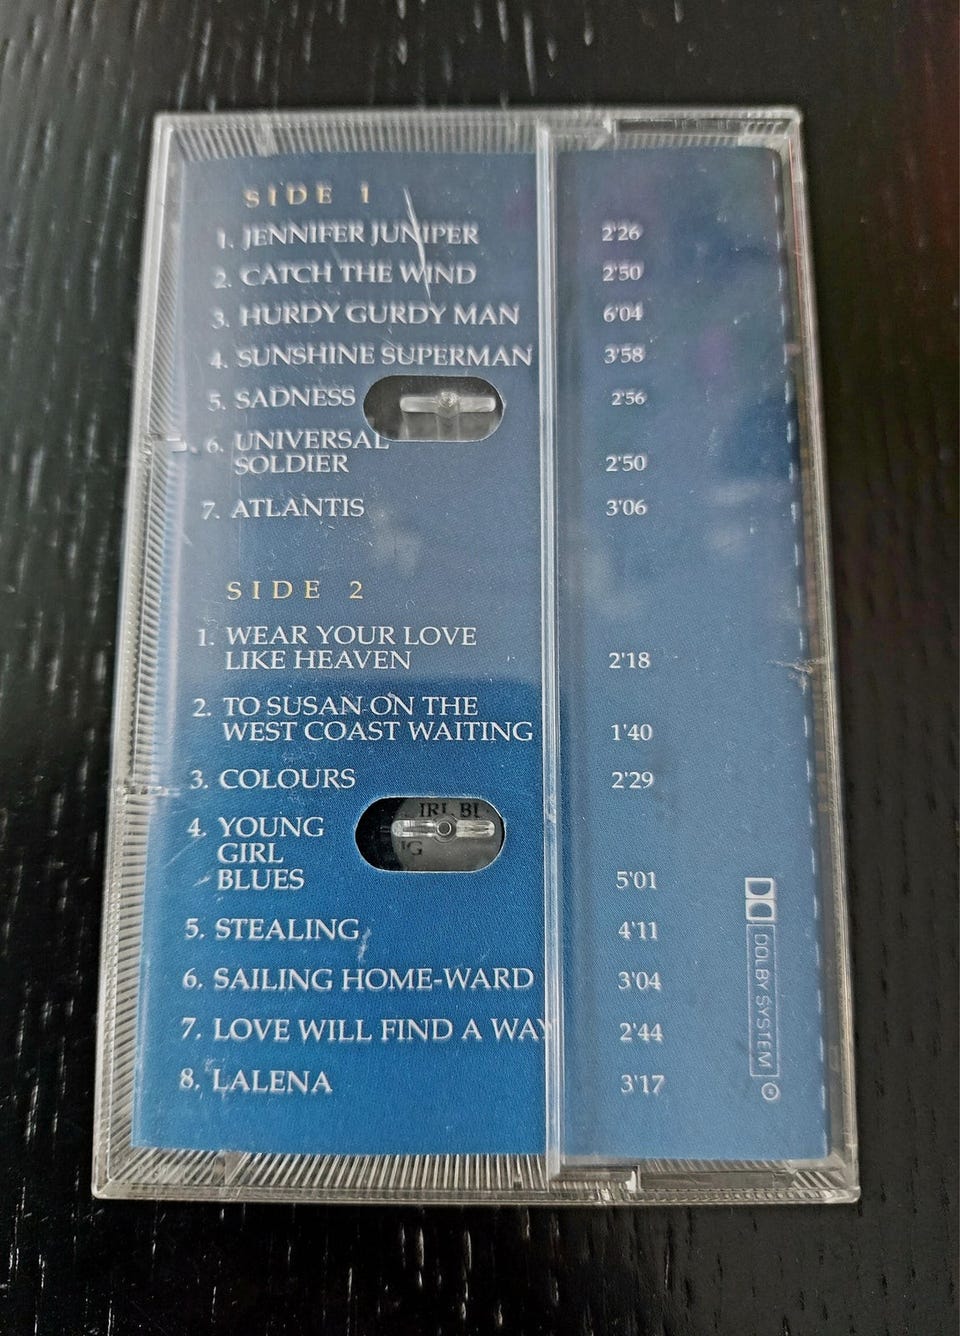 SIDE 1
1. JENNIFER JUNIPER 2'26
2. CATCH THE WIND 2'50
3. HURDY GURDY MAN 6'04
4. SUNSHINE SUPERMAN 3'58
5. SADNESS 2'56
6. UNIVERSAL
SOLDIER 2'50
7. ATLANTIS 3'06
SIDE 2
1. WEAR YOUR LOVE
LIKE HEAVEN 2'18
2. TO SUSAN ON THE
WEST COAST WAITING 1'40
3. COLOURS 2'29
4. YOUNG
GIRL
BLUES 5'01
IRL BL
5. STEALING 4'11
6. SAILING HOME-WARD 3'04
7. LOVE WILL FIND A WAY 2'44
8. LALENA 3'17
DOLBY SYSTEM